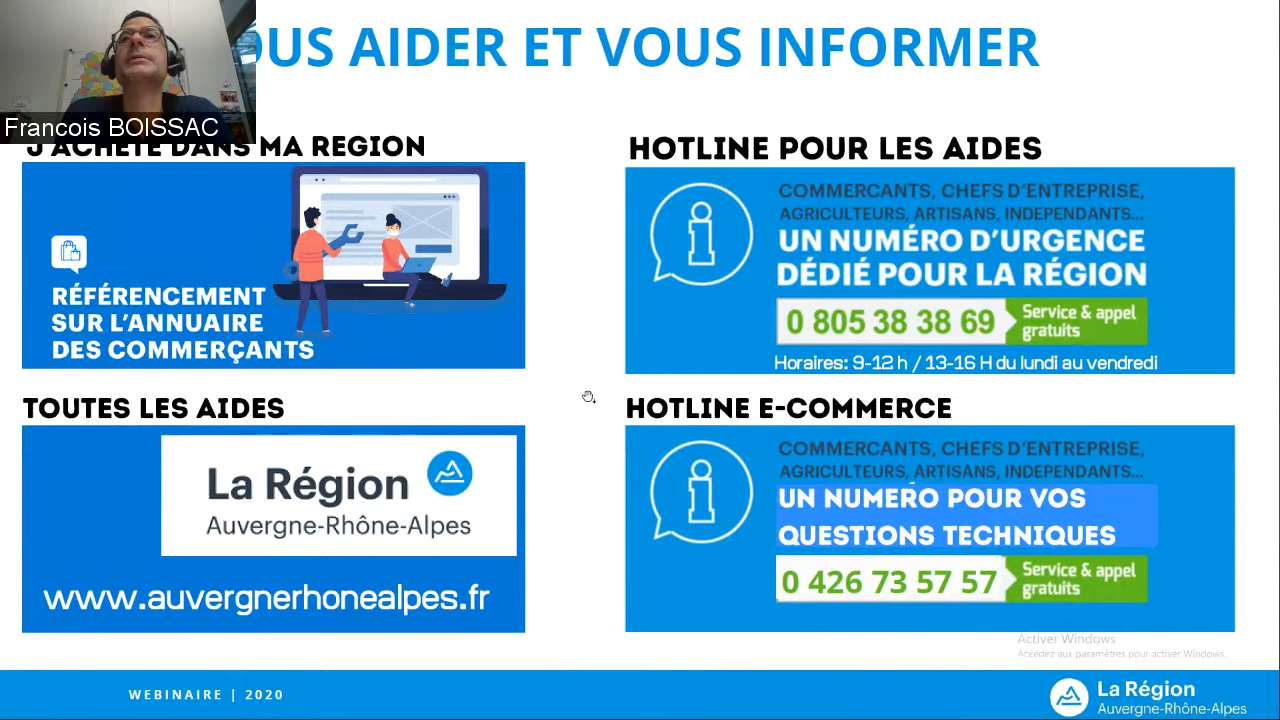 OUS AIDER ET VOUS INFORMER
Francois BOISSAC
J'ACHETE DANS MA REGION
RÉFÉRENCEMENT
SUR L'ANNUAIRE
DES COMMERÇANTS
HOTLINE POUR LES AIDES
COMMERCANTS, CHEFS D'ENTREPRISE,
AGRICULTEURS, ARTISANS, INDEPENDANTS...
UN NUMÉRO D'URGENCE
DÉDIÉ POUR LA RÉGION
0 805 38 38 69
Service & appel
gratuits
Horaires: 9-12 h / 13-16 H du lundi au vendredi
TOUTES LES AIDES
La Région
Auvergne-Rhône-Alpes
www.auvergnerhonealpes.fr
HOTLINE E-COMMERCE
COMMERCANTS, CHEFS D'ENTREPRISE,
AGRICULTEURS, ARTISANS, INDEPENDANTS...
UN NUMERO POUR VOS
QUESTIONS TECHNIQUES
0 426 73 57 57
Service & appel
gratuits
Activer Windows
Accédez aux paramètres pour activer Windows.
WEBINAIRE | 2020
La Région
Auvergne-Rhône-Alpes